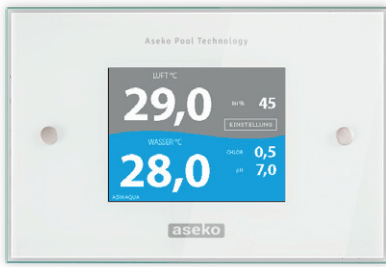 Aseko Pool Technology
LUFT °C
29,0
rH % 45
EINSTELLUNG
WASSER °C
28,0
CHLOR 0,5
pH 7,0
ASINAQUA
aseko